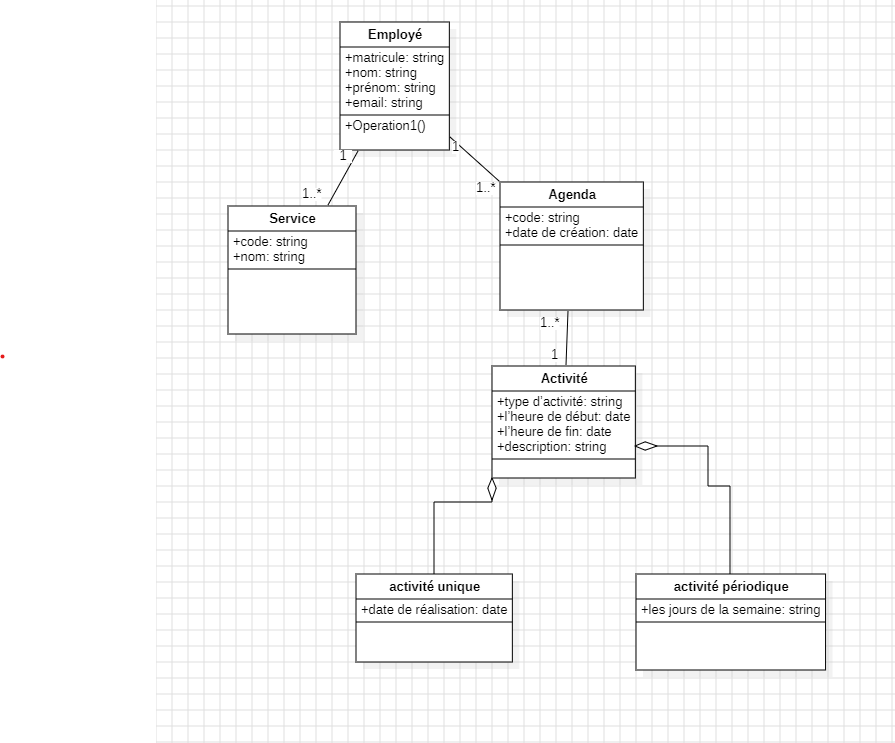 Employé
+matricule: string
+nom: string
+prénom: string
+email: string
+Operation1()
1
1
1..*
1..*
Service
+code: string
+nom: string
Agenda
+code: string
+date de création: date
1..*
1
Activité
+type d'activité: string
+l'heure de début: date
+l'heure de fin: date
+description: string
activité unique
+date de réalisation: date
activité périodique
+les jours de la semaine: string